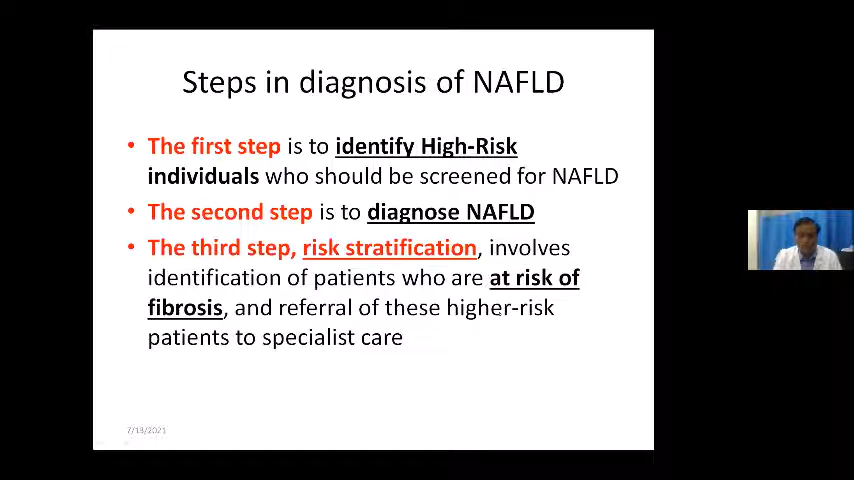 Steps in diagnosis of NAFLD
• The first step is to identify High-Risk
individuals who should be screened for NAFLD
• The second step is to diagnose NAFLD
• The third step, risk stratification, involves
identification of patients who are at risk of
fibrosis, and referral of these higher-risk
patients to specialist care
7/13/2021